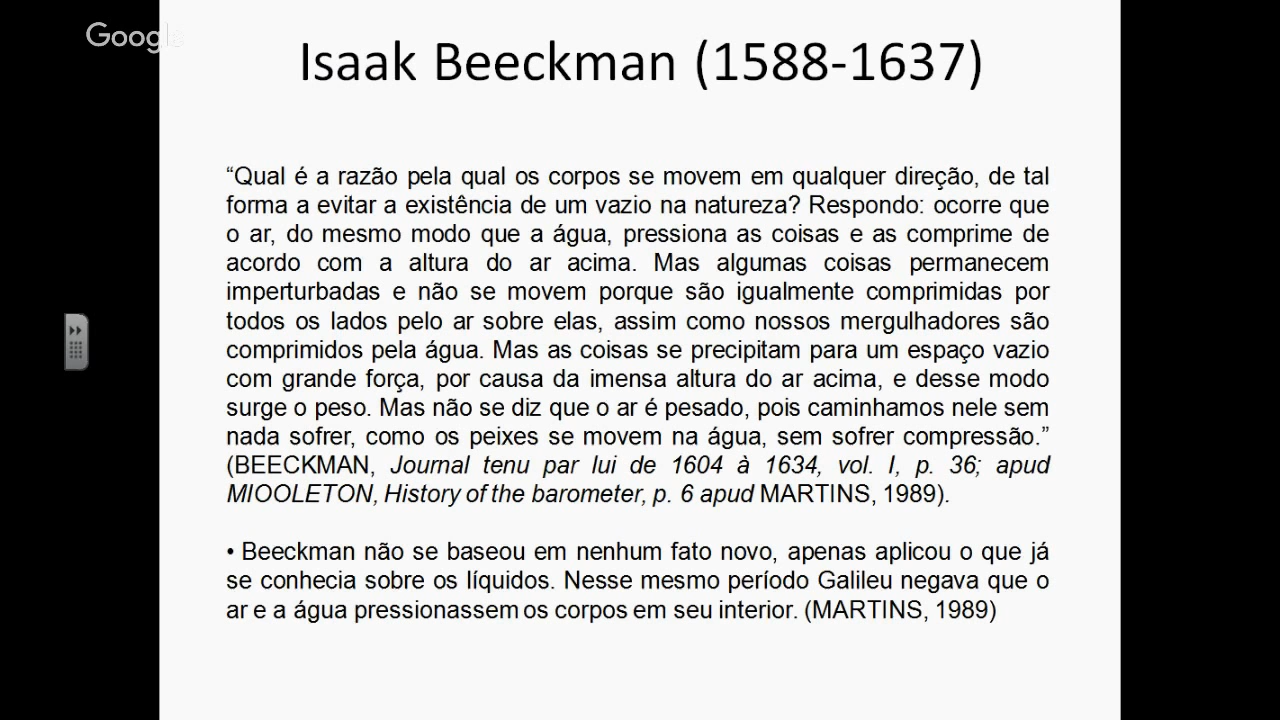 Google
Isaak Beeckman (1588-1637)
“Qual é a razão pela qual os corpos se movem em qualquer direção, de tal
forma a evitar a existência de um vazio na natureza? Respondo: ocorre que
o ar, do mesmo modo que a água, pressiona as coisas e as comprime de
acordo com a altura do ar acima. Mas algumas coisas permanecem
imperturbadas e não se movem porque são igualmente comprimidas por
todos os lados pelo ar sobre elas, assim como nossos mergulhadores são
comprimidos pela água. Mas as coisas se precipitam para um espaço vazio
com grande força, por causa da imensa altura do ar acima, e desse modo
surge o peso. Mas não se diz que o ar é pesado, pois caminhamos nele sem
nada sofrer, como os peixes se movem na água, sem sofrer compressão.”
(BEECKMAN, Journal tenu par lui de 1604 à 1634, vol. I, p. 36; apud
MIOOLETON, History of the barometer, p. 6 apud MARTINS, 1989).
• Beeckman não se baseou em nenhum fato novo, apenas aplicou o que já
se conhecia sobre os líquidos. Nesse mesmo período Galileu negava que o
ar e a água pressionassem os corpos em seu interior. (MARTINS, 1989)